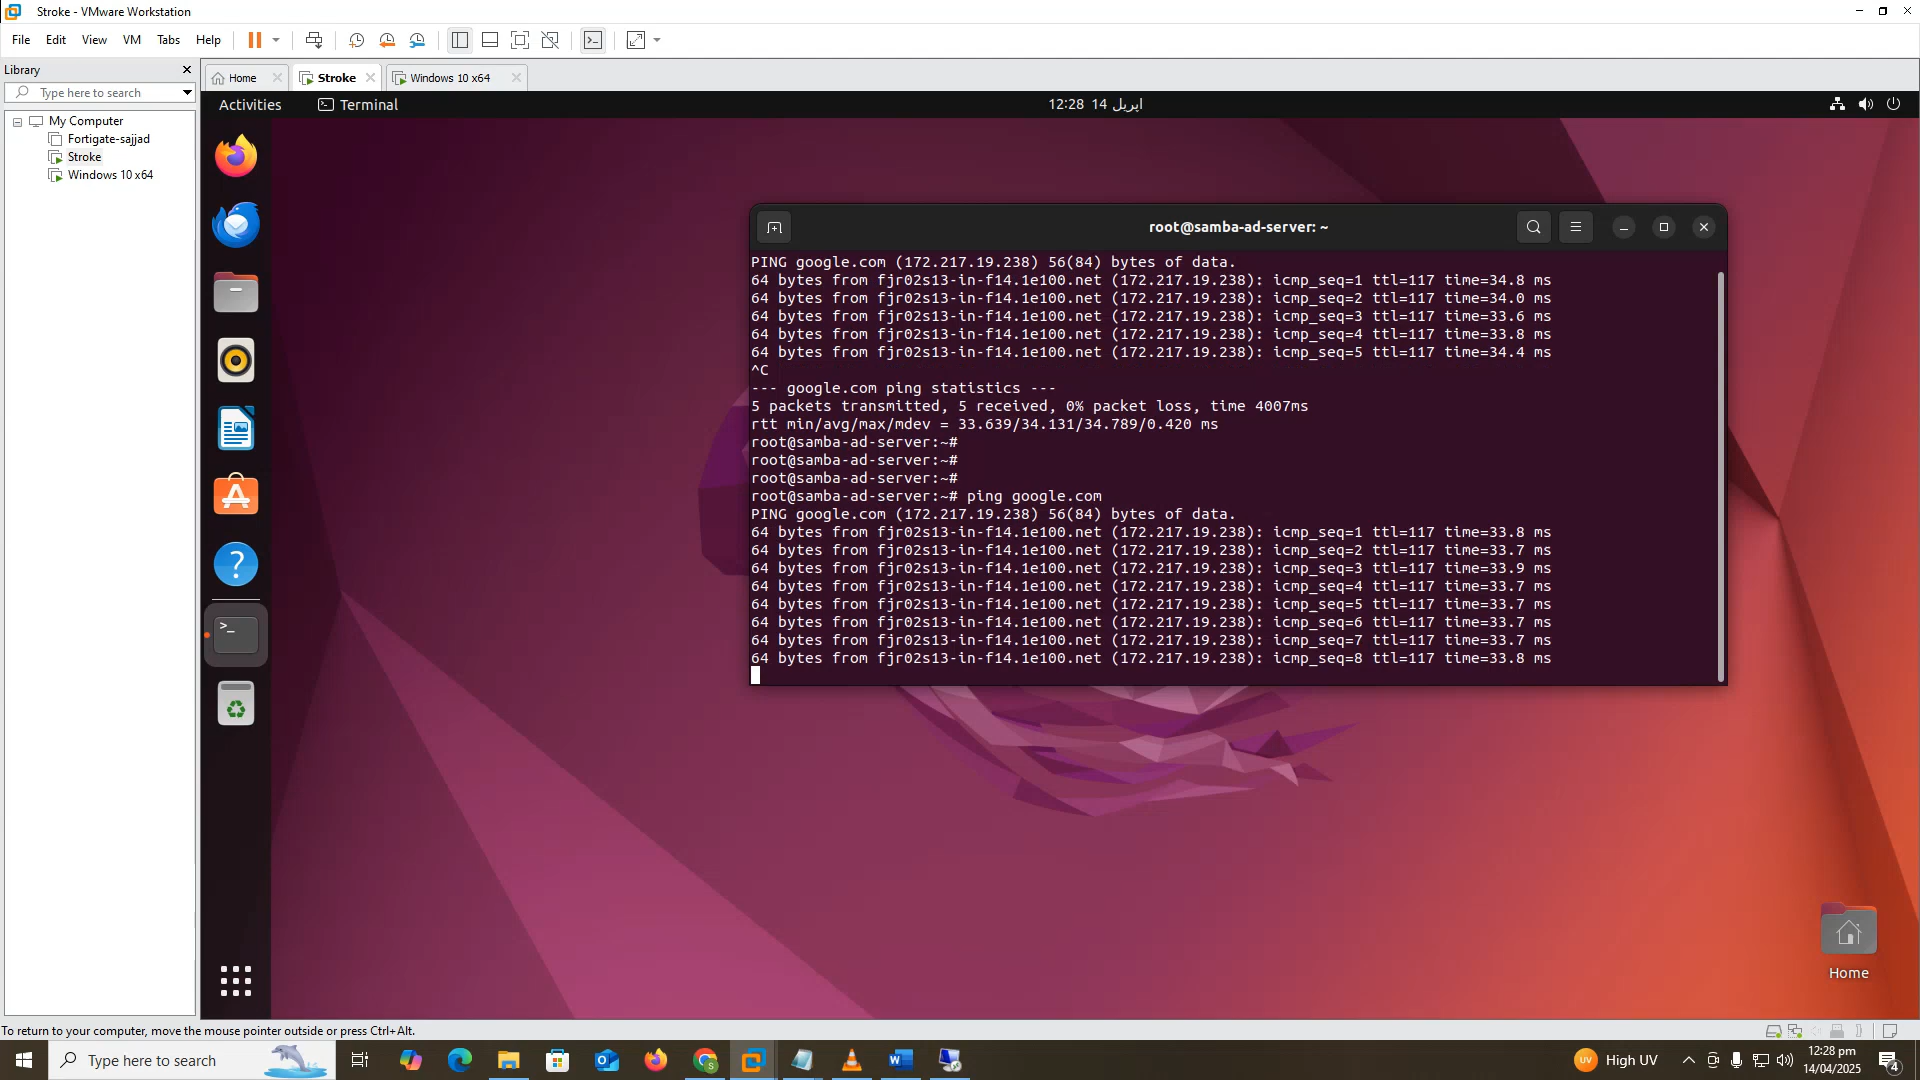 Stroke - VMware Workstation
File Edit View VM Tabs Help
Library
Type here to search
My Computer
Fortigate-sajjad
Stroke
Windows 10 x64
Home
Stroke
Windows 10 x64
Activities
Terminal
12:28 14 اپریل
root@samba-ad-server: ~
PING google.com (172.217.19.238) 56(84) bytes of data.
64 bytes from fjr02s13-in-f14.1e100.net (172.217.19.238): icmp_seq=1 ttl=117 time=34.8 ms
64 bytes from fjr02s13-in-f14.1e100.net (172.217.19.238): icmp_seq=2 ttl=117 time=34.0 ms
64 bytes from fjr02s13-in-f14.1e100.net (172.217.19.238): icmp_seq=3 ttl=117 time=33.6 ms
64 bytes from fjr02s13-in-f14.1e100.net (172.217.19.238): icmp_seq=4 ttl=117 time=33.8 ms
64 bytes from fjr02s13-in-f14.1e100.net (172.217.19.238): icmp_seq=5 ttl=117 time=34.4 ms
^C
--- google.com ping statistics ---
5 packets transmitted, 5 received, 0% packet loss, time 4007ms
rtt min/avg/max/mdev = 33.639/34.131/34.789/0.420 ms
root@samba-ad-server:~#
root@samba-ad-server:~#
root@samba-ad-server:~#
root@samba-ad-server:~# ping google.com
PING google.com (172.217.19.238) 56(84) bytes of data.
64 bytes from fjr02s13-in-f14.1e100.net (172.217.19.238): icmp_seq=1 ttl=117 time=33.8 ms
64 bytes from fjr02s13-in-f14.1e100.net (172.217.19.238): icmp_seq=2 ttl=117 time=33.7 ms
64 bytes from fjr02s13-in-f14.1e100.net (172.217.19.238): icmp_seq=3 ttl=117 time=33.9 ms
64 bytes from fjr02s13-in-f14.1e100.net (172.217.19.238): icmp_seq=4 ttl=117 time=33.7 ms
64 bytes from fjr02s13-in-f14.1e100.net (172.217.19.238): icmp_seq=5 ttl=117 time=33.7 ms
64 bytes from fjr02s13-in-f14.1e100.net (172.217.19.238): icmp_seq=6 ttl=117 time=33.7 ms
64 bytes from fjr02s13-in-f14.1e100.net (172.217.19.238): icmp_seq=7 ttl=117 time=33.7 ms
64 bytes from fjr02s13-in-f14.1e100.net (172.217.19.238): icmp_seq=8 ttl=117 time=33.8 ms
Home
To return to your computer, move the mouse pointer outside or press Ctrl+Alt.
Type here to search
UV
High UV
12:28 pm
14/04/2025
4